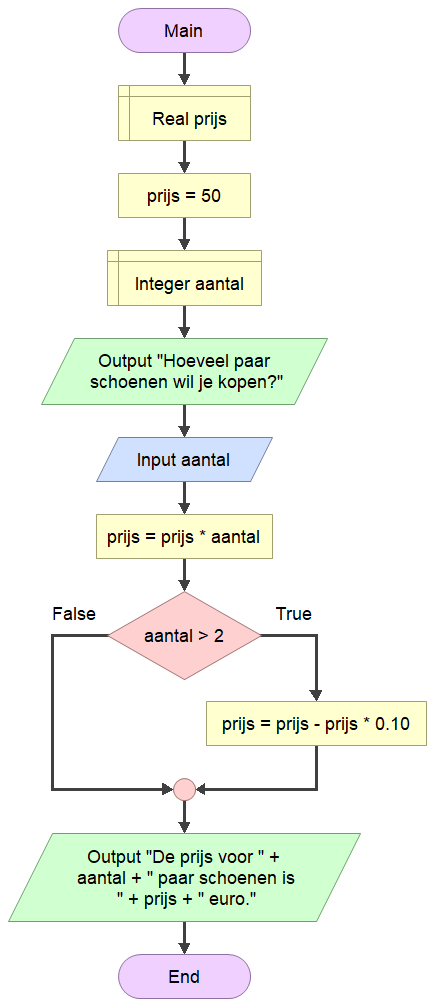 Main
Real prijs
prijs = 50
Integer aantal
Output "Hoeveel paar
schoenen wil je kopen?"
Input aantal
prijs = prijs * aantal
False
True
aantal > 2
prijs = prijs - prijs * 0.10
Output "De prijs voor " +
aantal + " paar schoenen is
" + prijs + " euro."
End